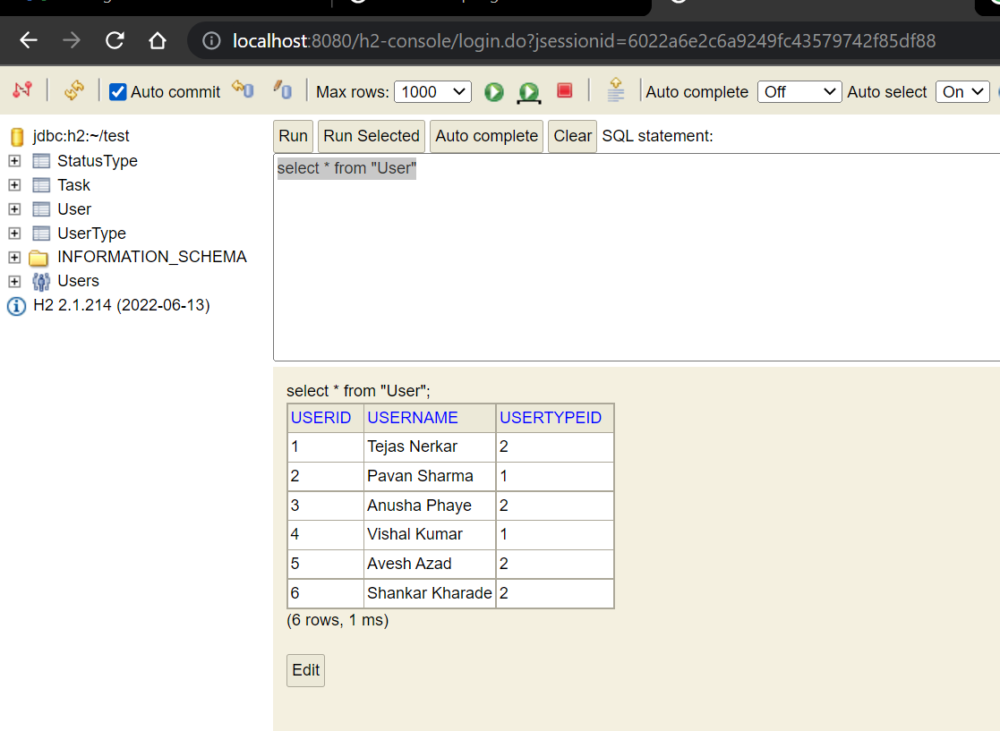 localhost:8080/h2-console/login.do?jsessionid=6022a6e2c6a9249fc43579742f85df88
Auto commit Max rows: 1000 Auto complete Off Auto select On
jdbc:h2:~/test
StatusType
Task
User
UserType
INFORMATION_SCHEMA
Users
H2 2.1.214 (2022-06-13)
Run Run Selected Auto complete Clear SQL statement:
select * from "User"
select * from "User";
USERID USERNAME USERTYPEID
1 Tejas Nerkar 2
2 Pavan Sharma 1
3 Anusha Phaye 2
4 Vishal Kumar 1
5 Avesh Azad 2
6 Shankar Kharade 2
(6 rows, 1 ms)
Edit